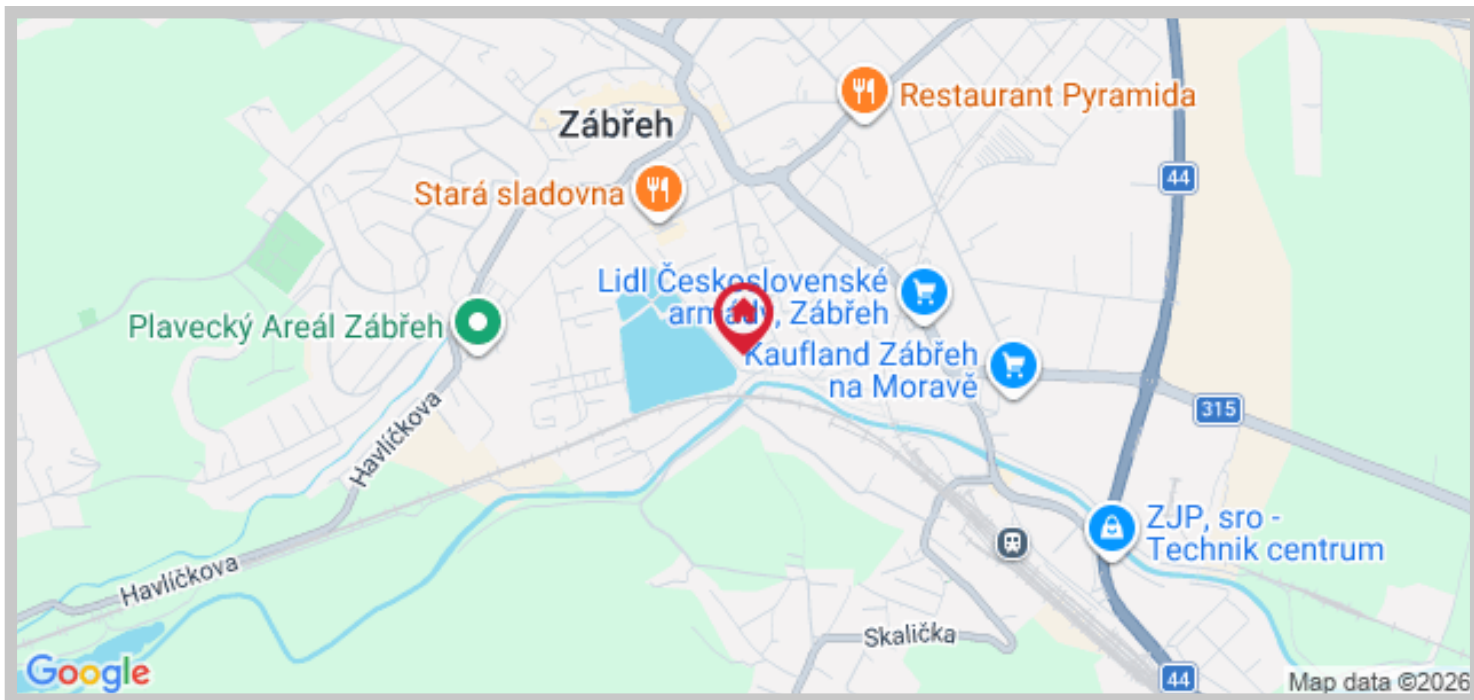 Restaurant Pyramida
Zábřeh
44
Stará sladovna
Lidl Československé
armády, Zábřeh
Plavecký Areál Zábřeh
Kaufland Zábřeh
na Moravě
315
Havlíčkova
ZJP, sro -
Technik centrum
Havlíčkova
Skalička
44
Google
Map data ©2026